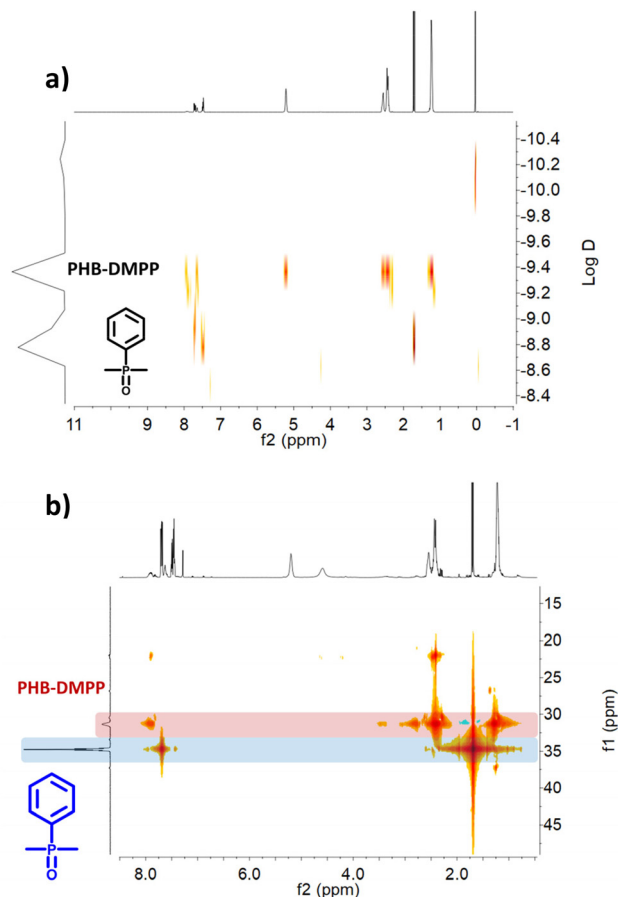 a)
-10.4
-10.2
-10.0
-9.8
-9.6
-9.4
-9.2
-9.0
-8.8
-8.6
-8.4
Log D
PHB-DMPP
P
O
11 10 9 8 7 6 5 4 3 2 1 0 -1
f2 (ppm)
b)
15
20
25
30
35
40
45
f1 (ppm)
PHB-DMPP
P
O
8.0 6.0 4.0 2.0
f2 (ppm)